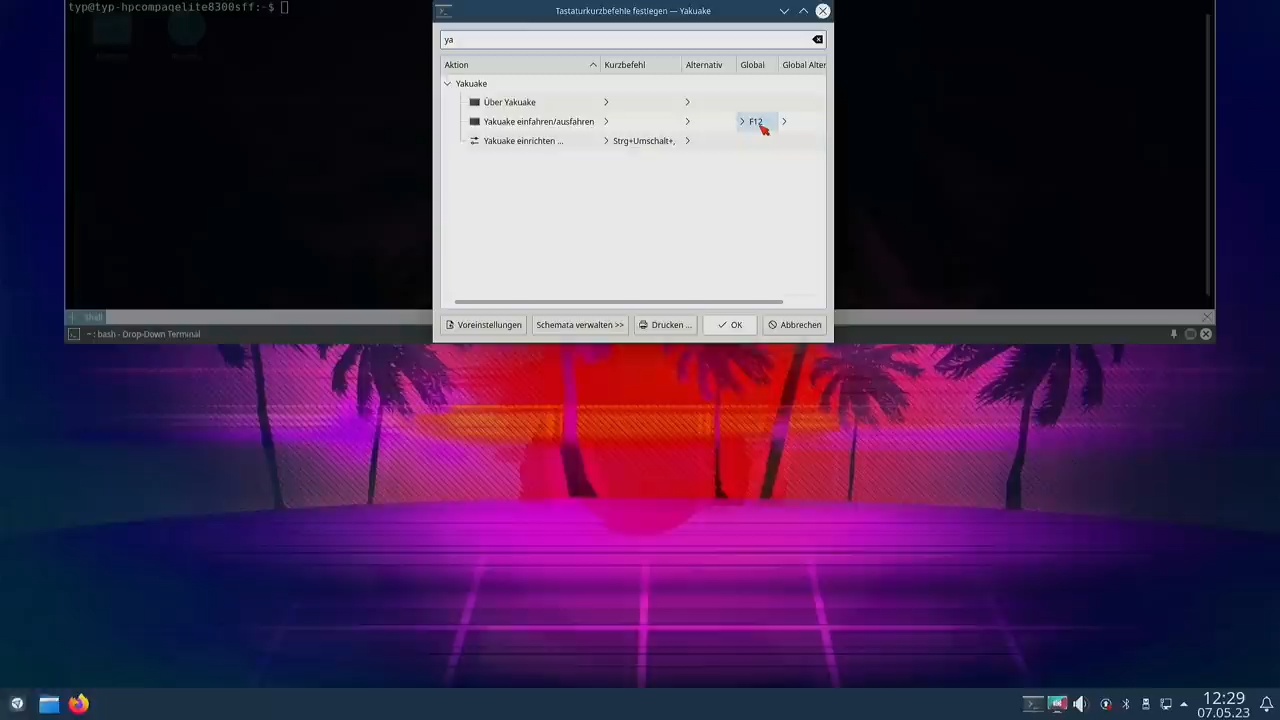 typ@typ-hpcompaqelite8300sff:~$
Tastaturkurzbefehle festlegen — Yakuake
ya
Aktion Kurzbefehl Alternativ Global Global Alter
Yakuake
Über Yakuake
Yakuake einfahren/ausfahren F12
Yakuake einrichten ... Strg+Umschalt+,
Voreinstellungen Schemata verwalten >> Drucken ... OK Abbrechen
Shell
~ : bash - Drop-Down Terminal
12:29
07.05.23